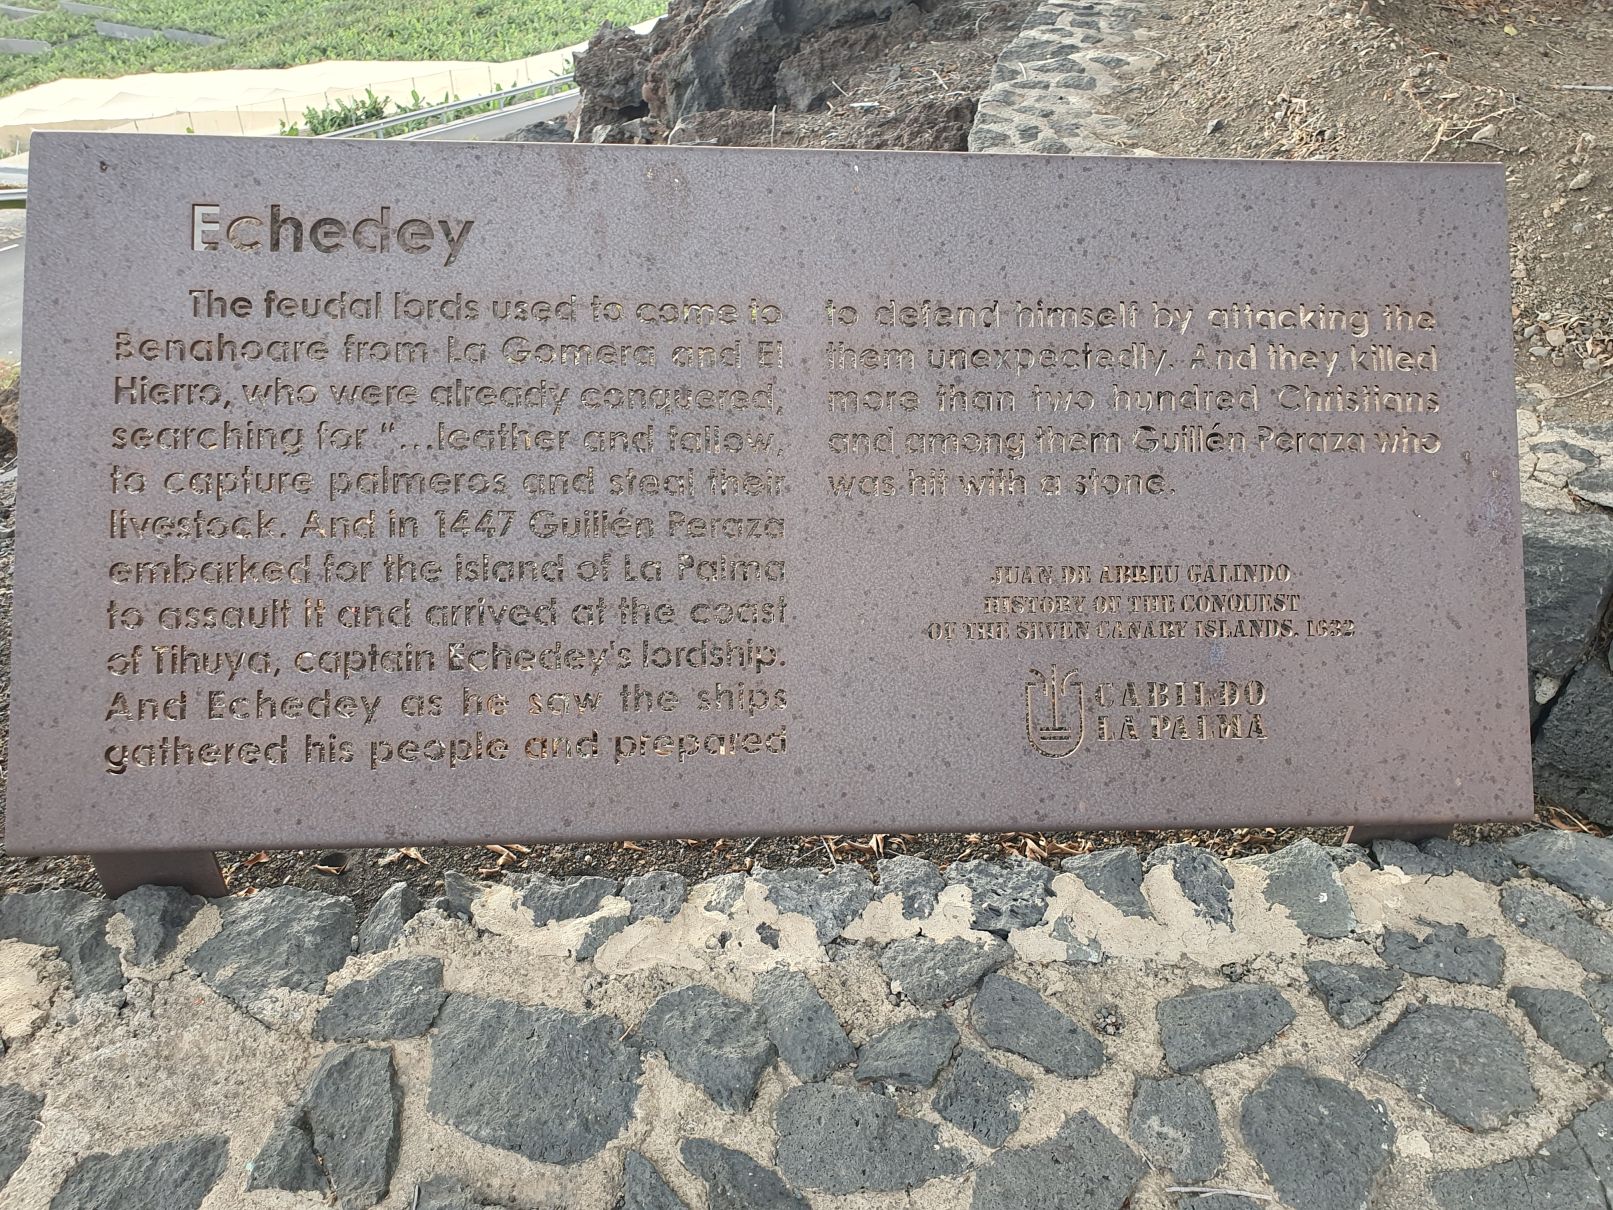 Echedey
The feudal lords used to come to
Benahoare from La Gomera and El
Hierro, who were already conquered,
searching for "...leather and tallow,
to capture palmeros and steal their
livestock. And in 1447 Guillén Peraza
embarked for the island of La Palma
to assault it and arrived at the coast
of Tihuya, captain Echedey's lordship.
And Echedey as he saw the ships
gathered his people and prepared
to defend himself by attacking the
them unexpectedly. And they killed
more than two hundred Christians
and among them Guillén Peraza who
was hit with a stone.
JUAN DE ABREU GALINDO
HISTORY OF THE CONQUEST
OF THE SEVEN CANARY ISLANDS. 1632
CABILDO
LA PALMA